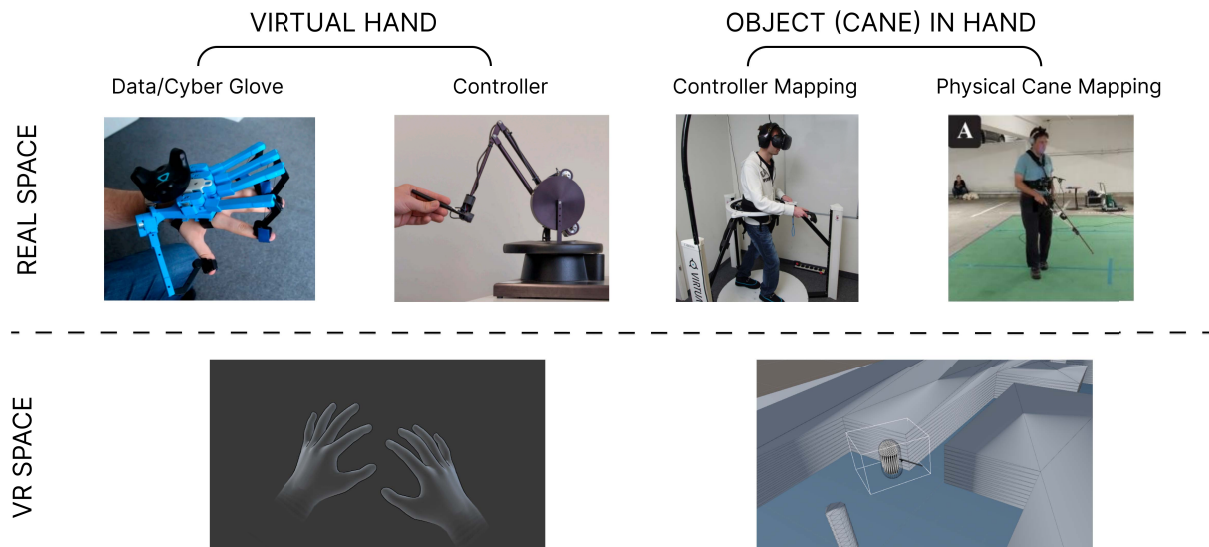 VIRTUAL HAND
OBJECT (CANE) IN HAND
Data/Cyber Glove
Controller
Controller Mapping
Physical Cane Mapping
REAL SPACE
A
VIRTU
VR SPACE